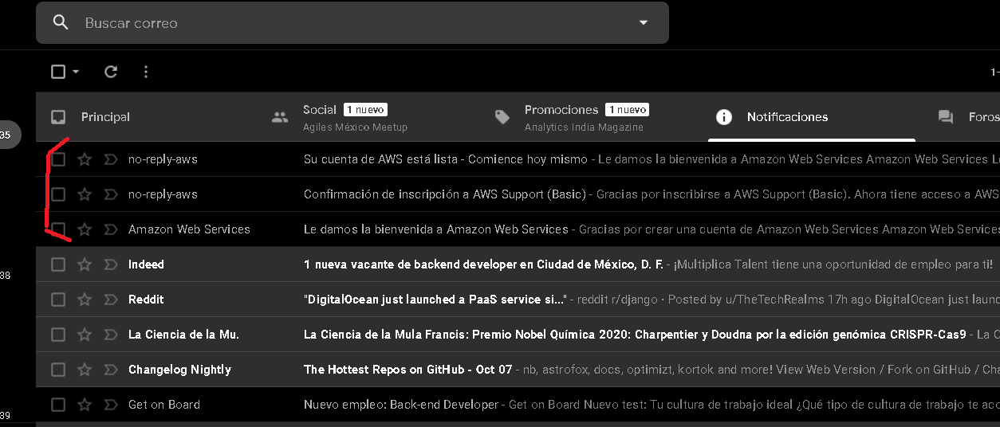 Buscar correo
1-
Principal
Social 1 nuevo
Agiles México Meetup
Promociones 1 nuevo
Analytics India Magazine
Notificaciones
Foros
35
no-reply-aws Su cuenta de AWS está lista - Comience hoy mismo - Le damos la bienvenida a Amazon Web Services Amazon Web Services
no-reply-aws Confirmación de inscripción a AWS Support (Basic) - Gracias por inscribirse a AWS Support (Basic). Ahora tiene acceso a AWS
Amazon Web Services Le damos la bienvenida a Amazon Web Services - Gracias por crear una cuenta de Amazon Web Services Amazon Web Services
Indeed 1 nueva vacante de backend developer en Ciudad de México, D. F. - ¡Multiplica Talent tiene una oportunidad de empleo para ti!
38
Reddit "DigitalOcean just launched a PaaS service si..." - reddit r/django · Posted by u/TheTechRealms 17h ago DigitalOcean just
La Ciencia de la Mu. La Ciencia de la Mula Francis: Premio Nobel Química 2020: Charpentier y Doudna por la edición genómica CRISPR-Cas9 - La
Changelog Nightly The Hottest Repos on GitHub - Oct 07 - nb, astrofox, docs, optimizt, kortok and more! View Web Version / Fork on GitHub /
Get on Board Nuevo empleo: Back-end Developer - Get on Board Nuevo test: Tu cultura de trabajo ideal ¿Qué tipo de cultura de trabajo te
39